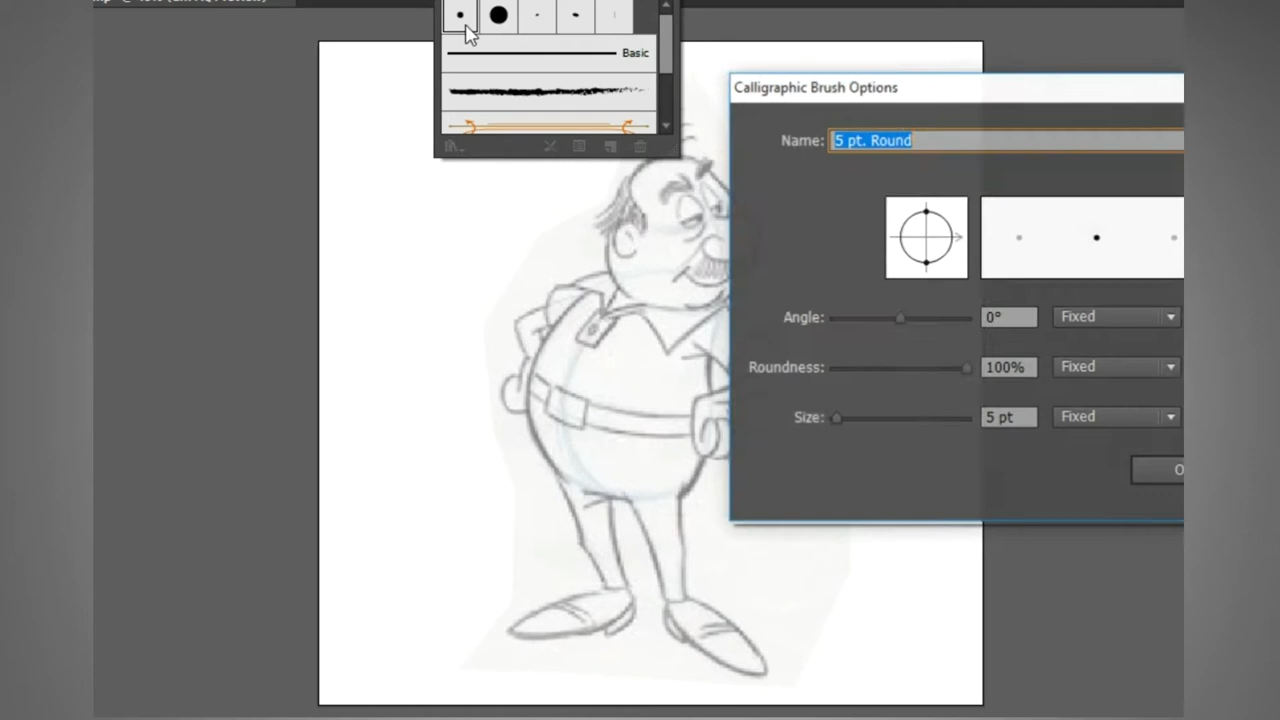 Basic
Calligraphic Brush Options
Name: 5 pt. Round
Angle: 0° Fixed
Roundness: 100% Fixed
Size: 5 pt Fixed